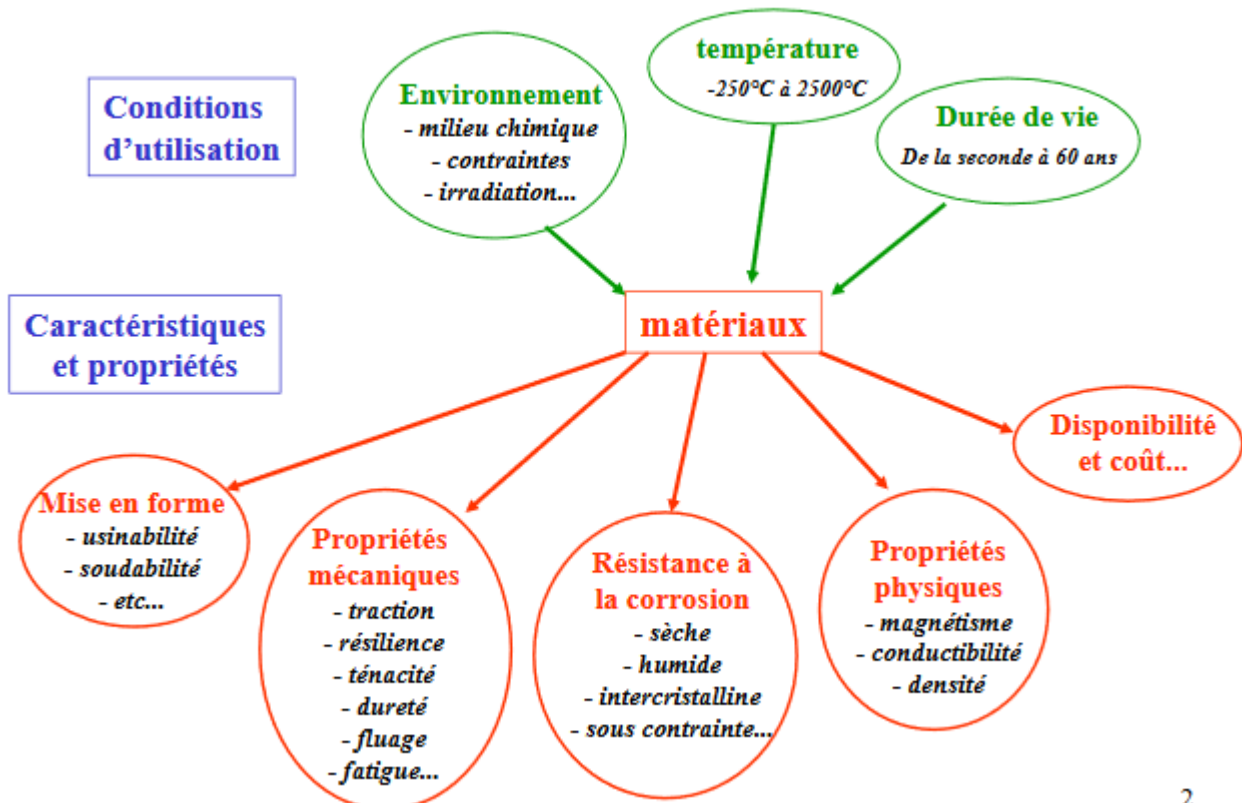 Conditions
d'utilisation
Environnement
- milieu chimique
- contraintes
- irradiation...
température
-250°C à 2500°C
Durée de vie
De la seconde à 60 ans
Caractéristiques
et propriétés
matériaux
Mise en forme
- usinabilité
- soudabilité
- etc...
Propriétés
mécaniques
- traction
- résilience
- ténacité
- dureté
- fluage
- fatigue...
Résistance à
la corrosion
- sèche
- humide
- intercristalline
- sous contrainte...
Propriétés
physiques
- magnétisme
- conductibilité
- densité
Disponibilité
et coût...
2